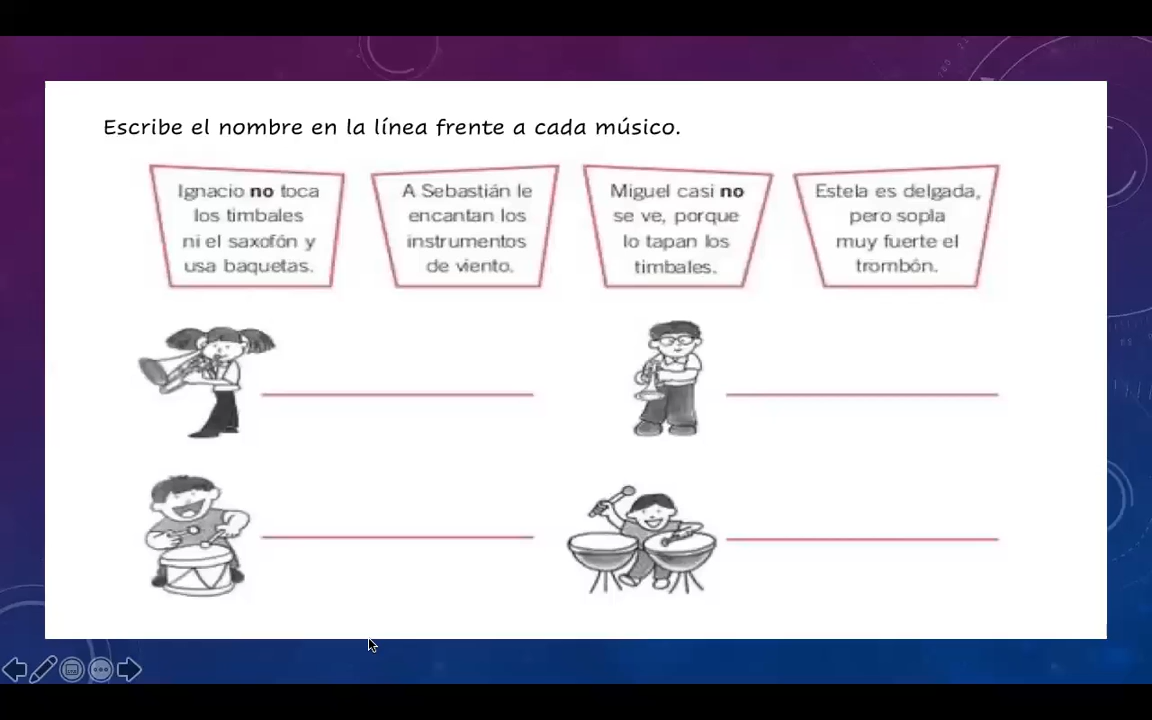 Escribe el nombre en la línea frente a cada músico.
Ignacio no toca
los timbales
ni el saxofón y
usa baquetas.
A Sebastián le
encantan los
instrumentos
de viento.
Miguel casi no
se ve, porque
lo tapan los
timbales.
Estela es delgada,
pero sopla
muy fuerte el
trombón.